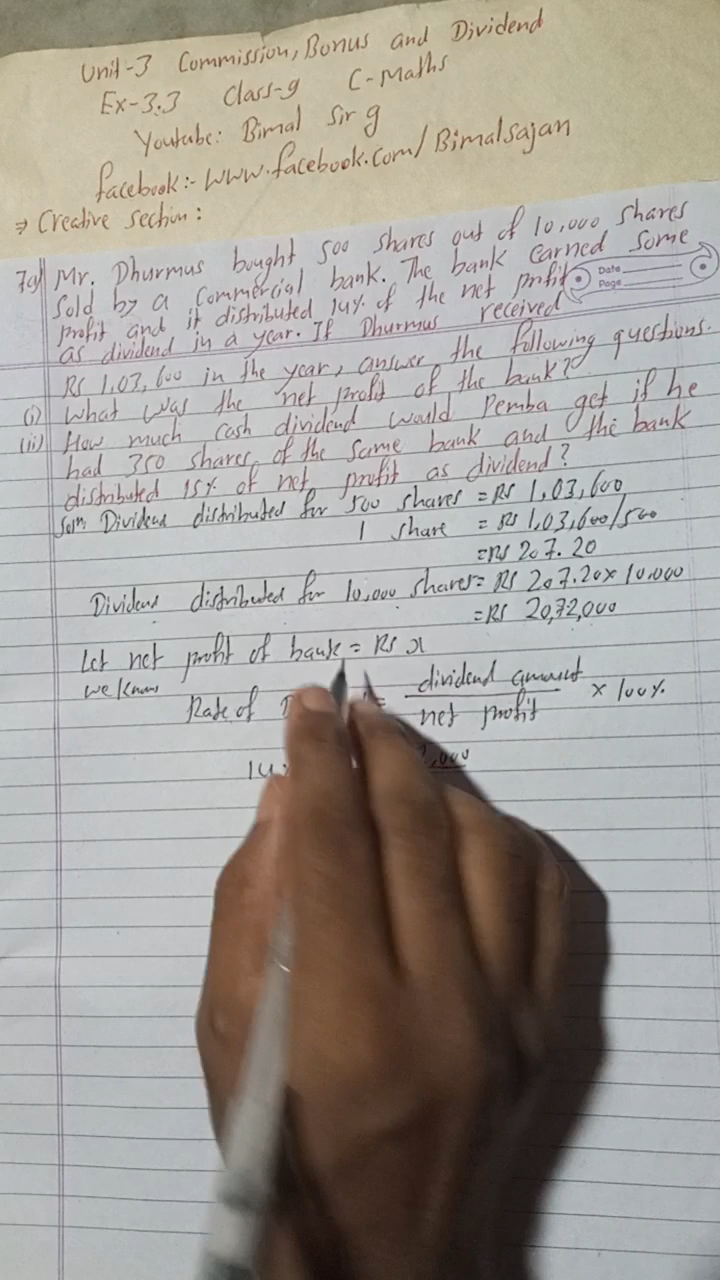 Unit-3 Commission, Bonus and Dividend
Ex-3.3 Class-9 C-Maths
Youtube: Bimal Sir g
facebook:- www.facebook.com/Bimalsajan
⇒ Creative section:
7a) Mr. Dhurmus bought 500 shares out of 10,000 shares
Sold by a Commercial bank. The bank earned some
profit and it distributed 14% of the net profit
Date
Page
as dividend in a year. If Dhurmus received
Rs 1,03,600 in the year, answer the following questions.
(i) What was the net profit of the bank?
(ii) How much cash dividend would Pemba get if he
had 350 shares of the same bank and the bank
distributed 15% of net profit as dividend?
Soln: Dividend distributed for 500 shares = Rs 1,03,600
1 share = Rs 1,03,600/500
= Rs 207.20
Dividend distributed for 10,000 shares = Rs 207.20 × 10,000
= Rs 20,72,000
Let net profit of bank = Rs x
we know
Rate of = dividend amount / net profit × 100%
14 ,000